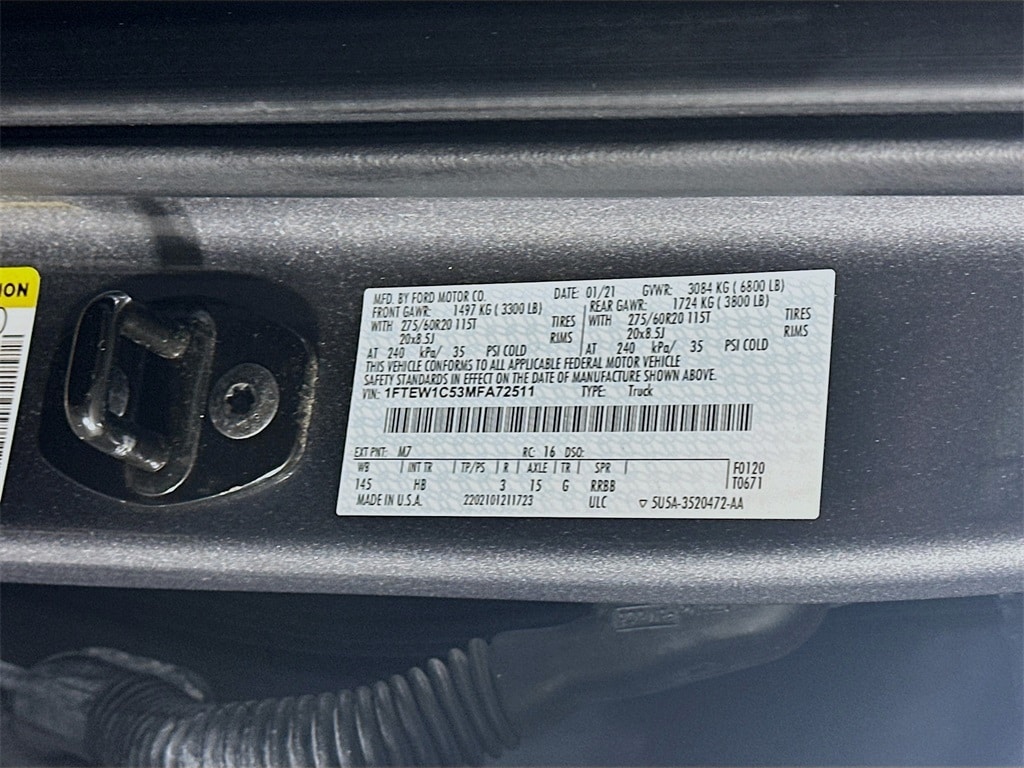 ION
MFD. BY FORD MOTOR CO. DATE: 01/21 GVWR: 3084 KG ( 6800 LB)
FRONT GAWR: 1497 KG ( 3300 LB) REAR GAWR: 1724 KG ( 3800 LB)
WITH 275/60R20 115T TIRES WITH 275/60R20 115T TIRES
20x8.5J RIMS 20x8.5J RIMS
AT 240 kPa/ 35 PSI COLD AT 240 kPa/ 35 PSI COLD
THIS VEHICLE CONFORMS TO ALL APPLICABLE FEDERAL MOTOR VEHICLE
SAFETY STANDARDS IN EFFECT ON THE DATE OF MANUFACTURE SHOWN ABOVE.
VIN: 1FTEW1C53MFA72511 TYPE: Truck
EXT PNT: M7 RC: 16 DSO:
WB INT TR TP/PS R AXLE TR SPR F0120
145 HB 3 15 G RRBB T0671
MADE IN U.S.A. 2202101211723 ULC ▽ 5U5A-3520472-AA